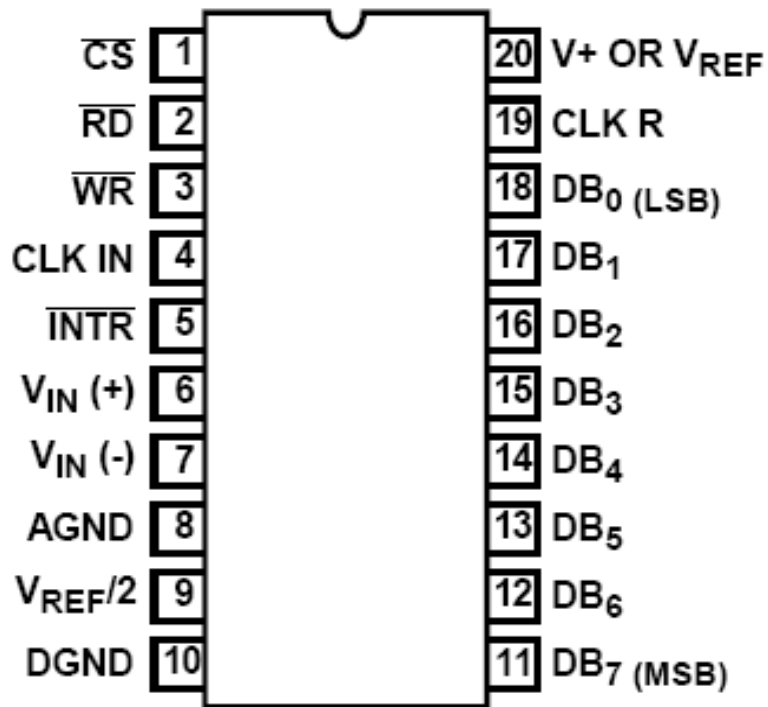 CS 1 20 V+ OR VREF
RD 2 19 CLK R
WR 3 18 DB0 (LSB)
CLK IN 4 17 DB1
INTR 5 16 DB2
VIN (+) 6 15 DB3
VIN (-) 7 14 DB4
AGND 8 13 DB5
VREF/2 9 12 DB6
DGND 10 11 DB7 (MSB)